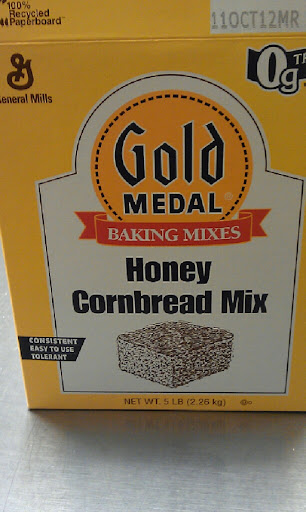 100%
Recycled
Paperboard™
11OCT12MR
General Mills
0g
Gold
MEDAL®
BAKING MIXES
Honey
Cornbread Mix
CONSISTENT
EASY TO USE
TOLERANT
NET WT. 5 LB (2.26 kg)